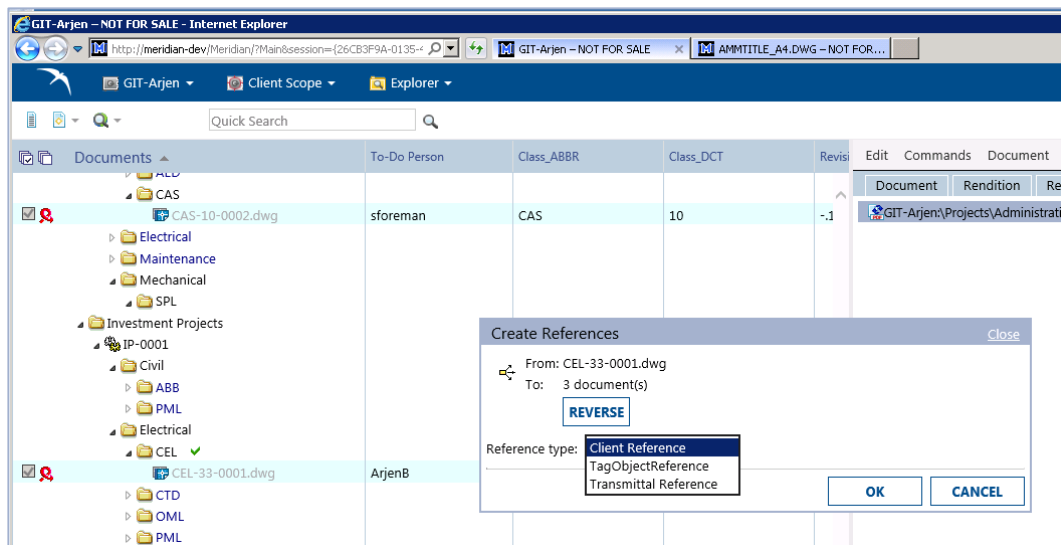 GIT-Arjen – NOT FOR SALE - Internet Explorer
http://meridian-dev/Meridian/?Main&session={26CB3F9A-0135-4
GIT-Arjen – NOT FOR SALE
AMMTITLE_A4.DWG – NOT FOR...
GIT-Arjen
Client Scope
Explorer
Quick Search
Documents
To-Do Person
Class_ABBR
Class_DCT
Revisi
Edit Commands Document
Document Rendition Re
GIT-Arjen:\Projects\Administrati
AED
CAS
CAS-10-0002.dwg sforeman CAS 10 -.1
Electrical
Maintenance
Mechanical
SPL
Investment Projects
IP-0001
Civil
ABB
PML
Electrical
CEL
CEL-33-0001.dwg ArjenB
CTD
OML
PML
Create References Close
From: CEL-33-0001.dwg
To: 3 document(s)
REVERSE
Reference type: Client Reference
TagObjectReference
Transmittal Reference
OK CANCEL